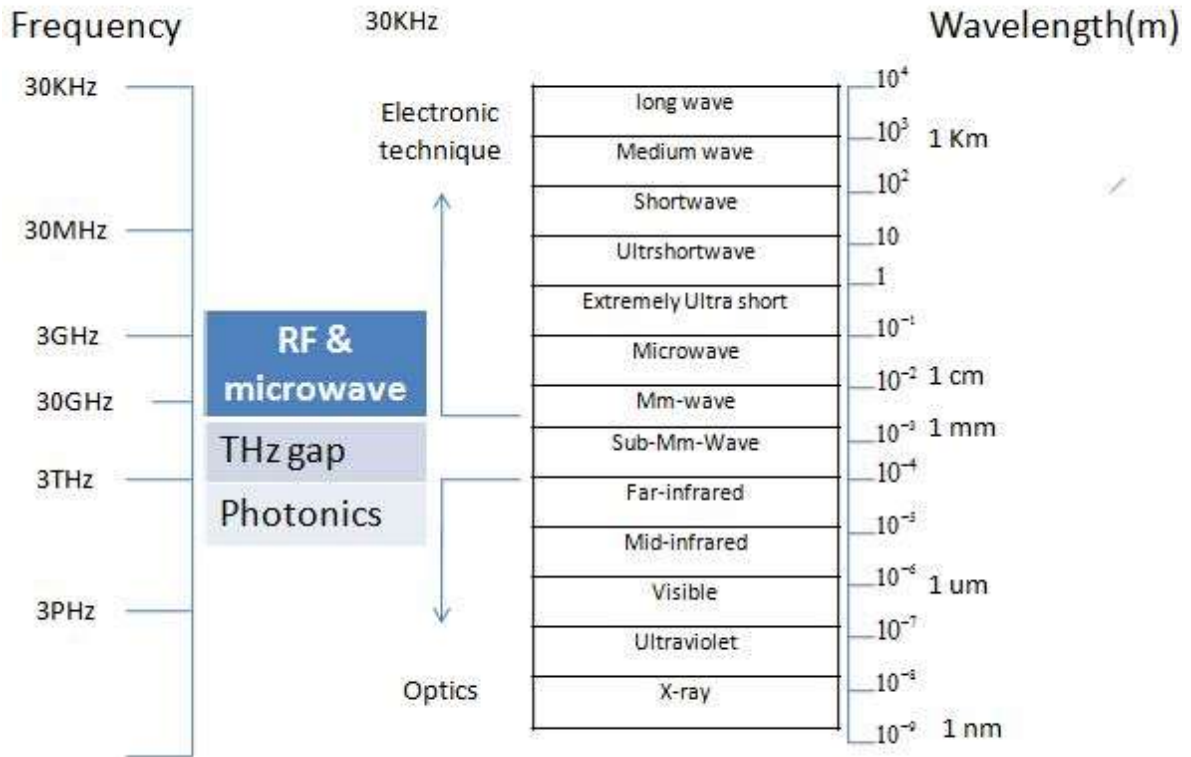 Frequency
30KHz
Wavelength(m)
30KHz
30MHz
3GHz
30GHz
3THz
3PHz
RF &
microwave
THz gap
Photonics
Electronic
technique
Optics
long wave
Medium wave
Shortwave
Ultrshortwave
Extremely Ultra short
Microwave
Mm-wave
Sub-Mm-Wave
Far-infrared
Mid-infrared
Visible
Ultraviolet
X-ray
10⁴
10³ 1 Km
10²
10
1
10⁻¹
10⁻² 1 cm
10⁻³ 1 mm
10⁻⁴
10⁻⁵
10⁻⁶ 1 um
10⁻⁷
10⁻⁸
10⁻⁹ 1 nm